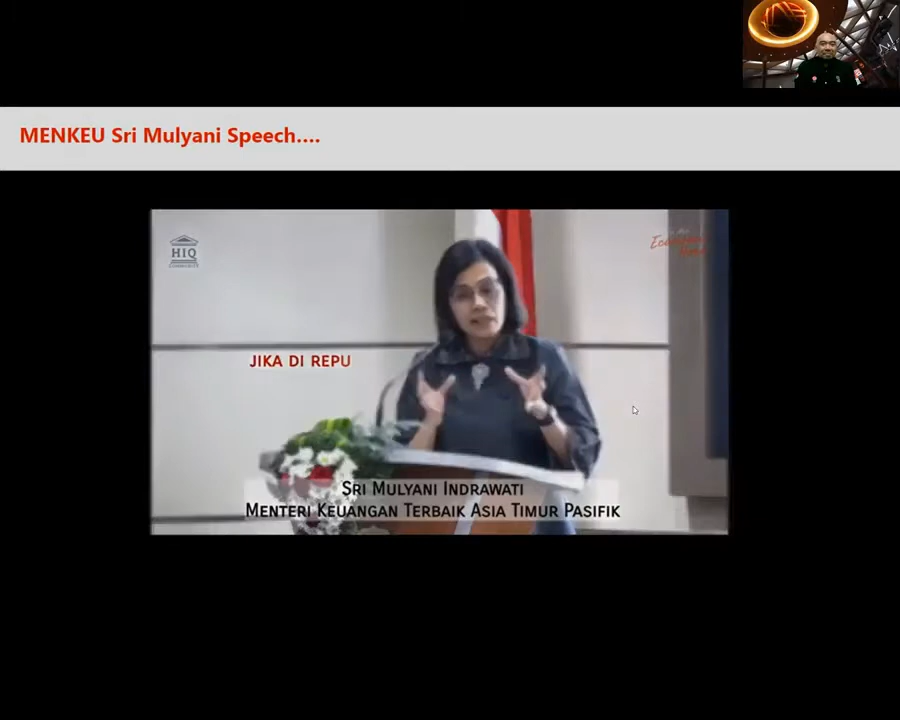 MENKEU Sri Mulyani Speech....
HIQ
JIKA DI REPU
SRI MULYANI INDRAWATI
MENTERI KEUANGAN TERBAIK ASIA TIMUR PASIFIK